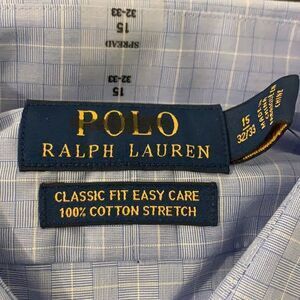 SPREAD
15
32-33
15
32-33
POLO
RALPH LAUREN
15
32/33
CLASSIC FIT EASY CARE
100% COTTON STRETCH